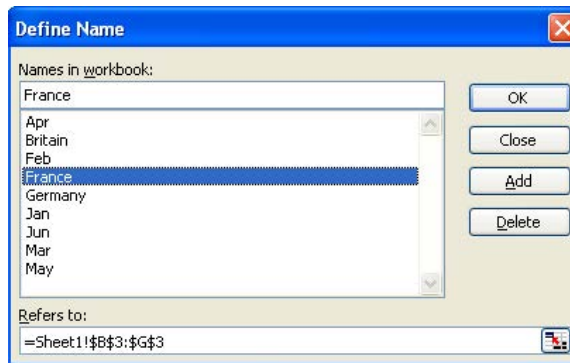 Define Name
Names in workbook:
France
OK
Apr
Britain
Close
Feb
France
Add
Germany
Jan
Delete
Jun
Mar
May
Refers to:
=Sheet1!$B$3:$G$3